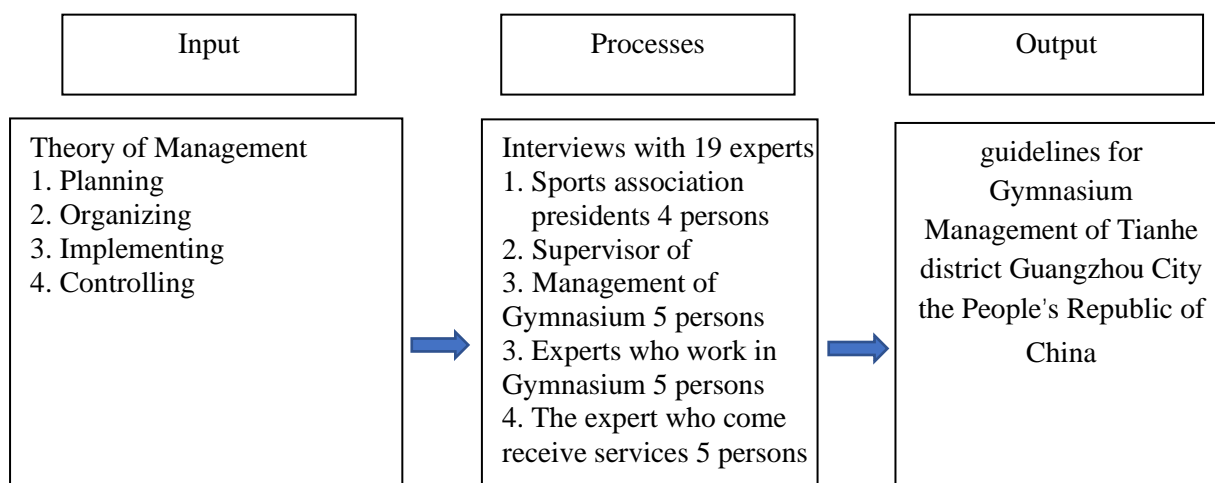 Input
Processes
Output
Theory of Management
1. Planning
2. Organizing
3. Implementing
4. Controlling
Interviews with 19 experts
1. Sports association
presidents 4 persons
2. Supervisor of
3. Management of
Gymnasium 5 persons
3. Experts who work in
Gymnasium 5 persons
4. The expert who come
receive services 5 persons
guidelines for
Gymnasium
Management of Tianhe
district Guangzhou City
the People's Republic of
China